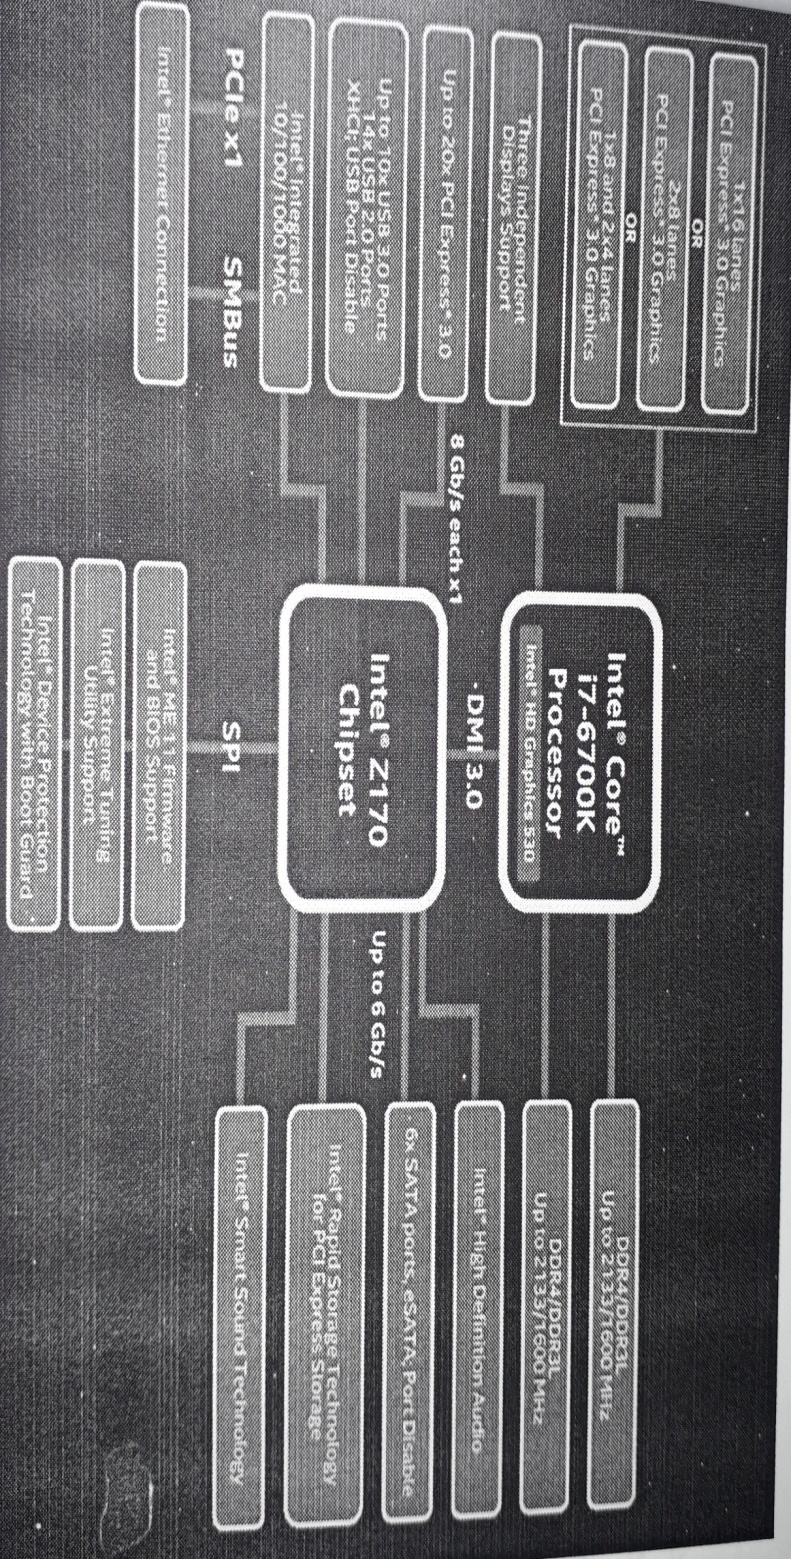 1x16 lanes
PCI Express* 3.0 Graphics
OR
2x8 lanes
PCI Express* 3.0 Graphics
OR
1x8 and 2x4 lanes
PCI Express* 3.0 Graphics
Three Independent
Displays Support
Up to 20x PCI Express* 3.0
8 Gb/s each x1
Up to 10x USB 3.0 Ports
14x USB 2.0 Ports
XHCI; USB Port Disable
Intel® Integrated
10/100/1000 MAC
PCIe x1
SMBus
Intel® Ethernet Connection
Intel® Core™
i7-6700K
Processor
Intel® HD Graphics 530
DMI 3.0
Intel® Z170
Chipset
SPI
Intel® ME 11 Firmware
and BIOS Support
Intel® Extreme Tuning
Utility Support
Intel® Device Protection
Technology with Boot Guard
DDR4/DDR3L
Up to 2133/1600 MHz
DDR4/DDR3L
Up to 2133/1600 MHz
Intel® High Definition Audio
6x SATA ports, eSATA; Port Disable
Up to 6 Gb/s
Intel® Rapid Storage Technology
for PCI Express Storage
Intel® Smart Sound Technology